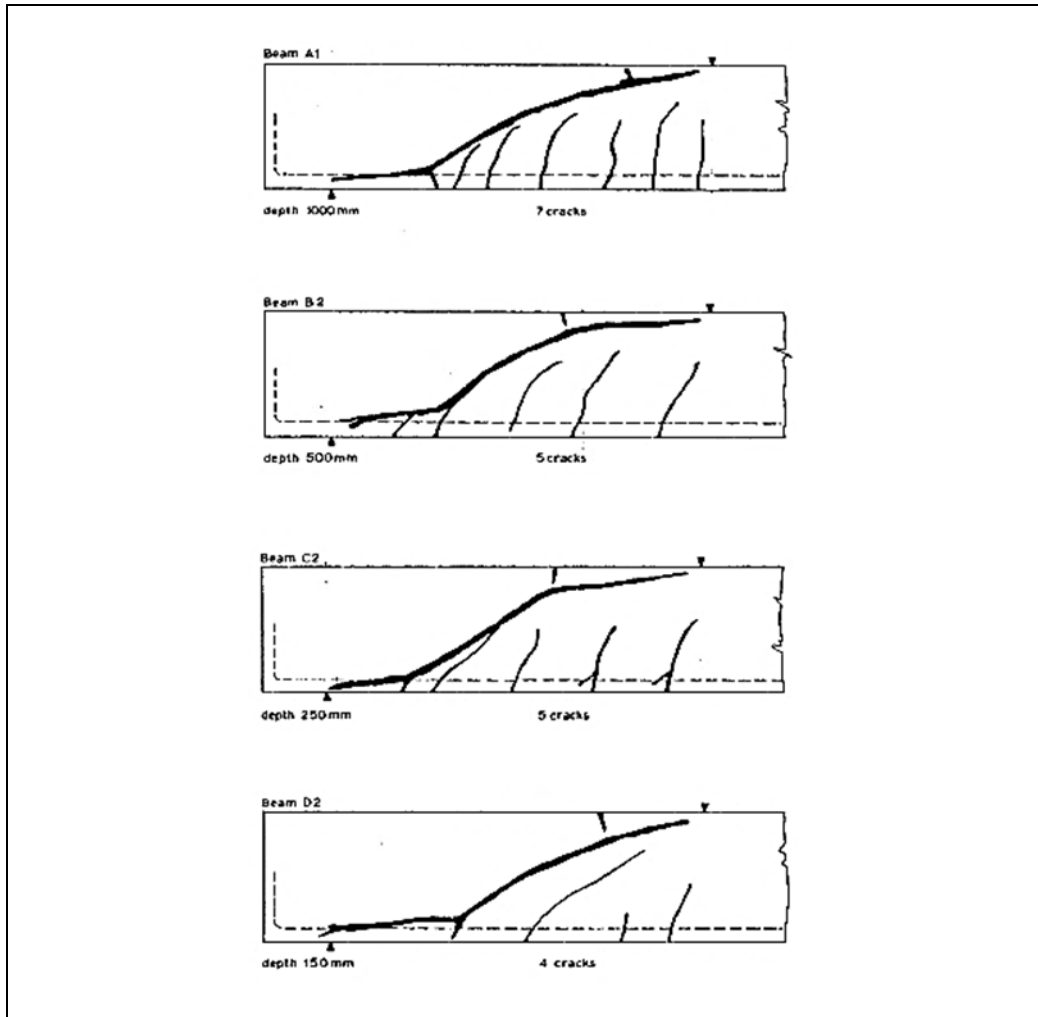 Beam A1
depth 1000mm 7 cracks
Beam B2
depth 500mm 5 cracks
Beam C2
depth 250mm 5 cracks
Beam D2
depth 150mm 4 cracks